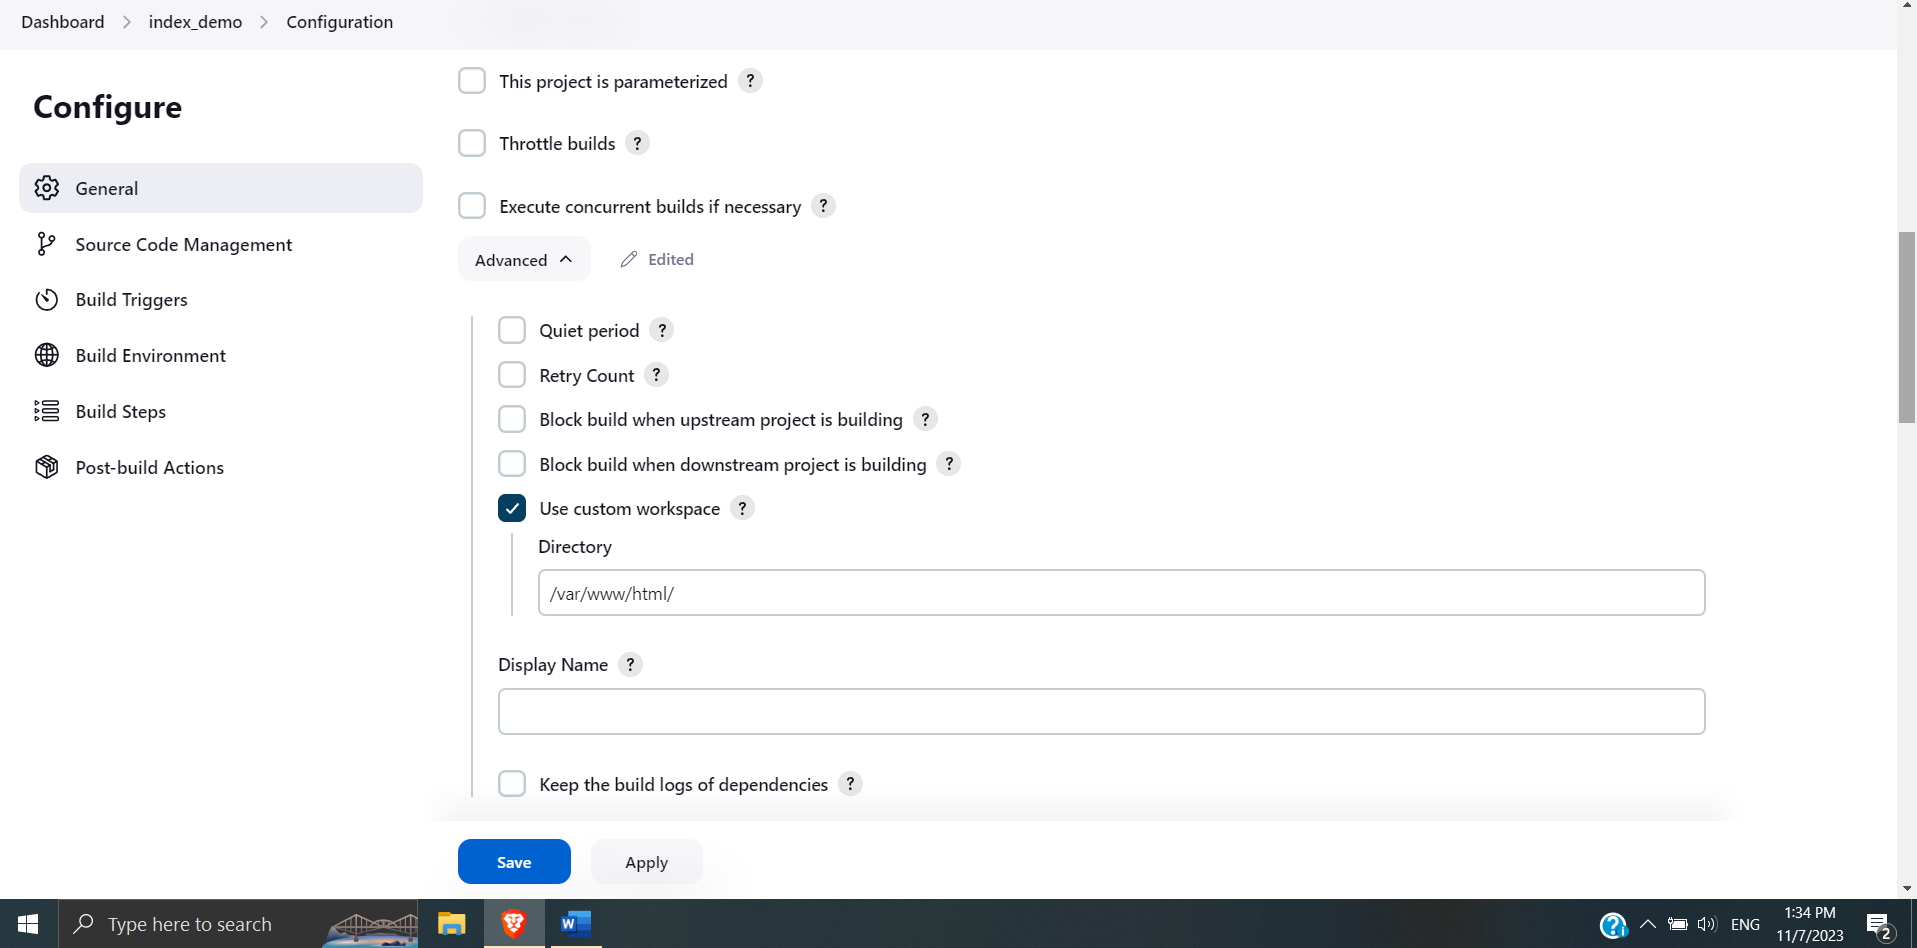 Dashboard > index_demo > Configuration
Configure
General
Source Code Management
Build Triggers
Build Environment
Build Steps
Post-build Actions
This project is parameterized ?
Throttle builds ?
Execute concurrent builds if necessary ?
Advanced Edited
Quiet period ?
Retry Count ?
Block build when upstream project is building ?
Block build when downstream project is building ?
Use custom workspace ?
Directory
/var/www/html/
Display Name ?
Keep the build logs of dependencies ?
Save Apply
Type here to search
ENG
1:34 PM
11/7/2023
2